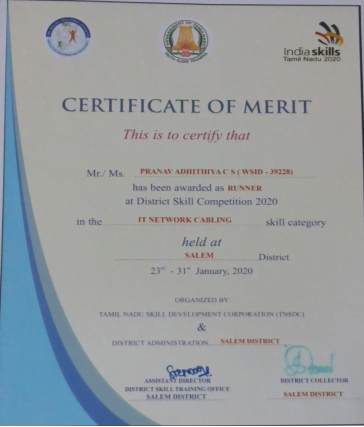 GOVERNMENT OF TAMILNADU
India skills
Tamil Nadu 2020
CERTIFICATE OF MERIT
This is to certify that
Mr./ Ms. PRANAV ADHITHIYA C S ( WSID - 39228)
has been awarded as RUNNER
at District Skill Competition 2020
in the IT NETWORK CABLING skill category
held at
SALEM District
23rd - 31st January, 2020
ORGANIZED BY
TAMIL NADU SKILL DEVELOPMENT CORPORATION (TNSDC)
&
DISTRICT ADMINISTRATION, SALEM DISTRICT
ASSISTANT DIRECTOR
DISTRICT SKILL TRAINING OFFICE
SALEM DISTRICT
DISTRICT COLLECTOR
SALEM DISTRICT